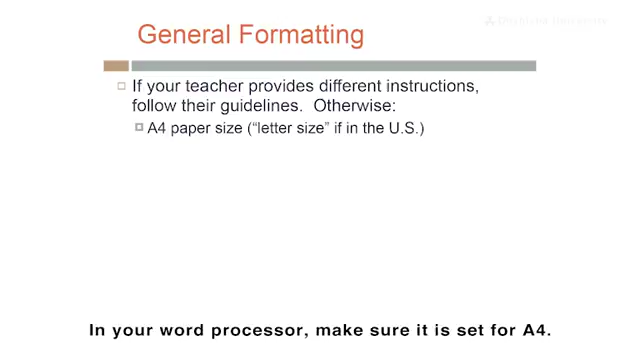 General Formatting
If your teacher provides different instructions,
follow their guidelines.  Otherwise:
A4 paper size (“letter size” if in the U.S.)
In your word processor, make sure it is set for A4.